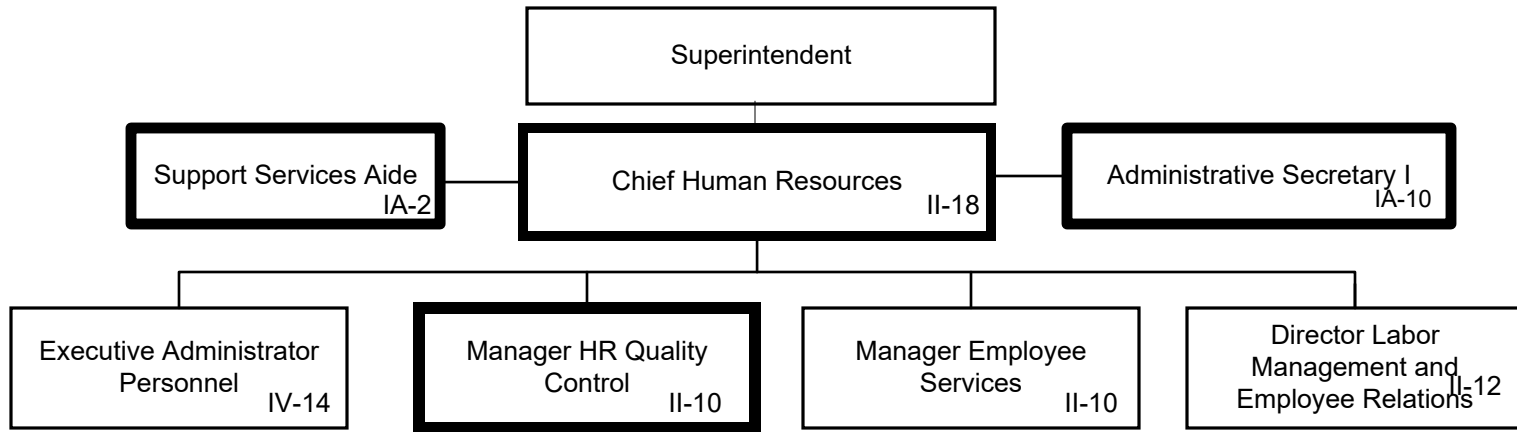 Superintendent
Support Services Aide
IA-2
Chief Human Resources
II-18
Administrative Secretary I
IA-10
Executive Administrator
Personnel
IV-14
Manager HR Quality
Control
II-10
Manager Employee
Services
II-10
Director Labor
Management and
Employee Relations
II-12